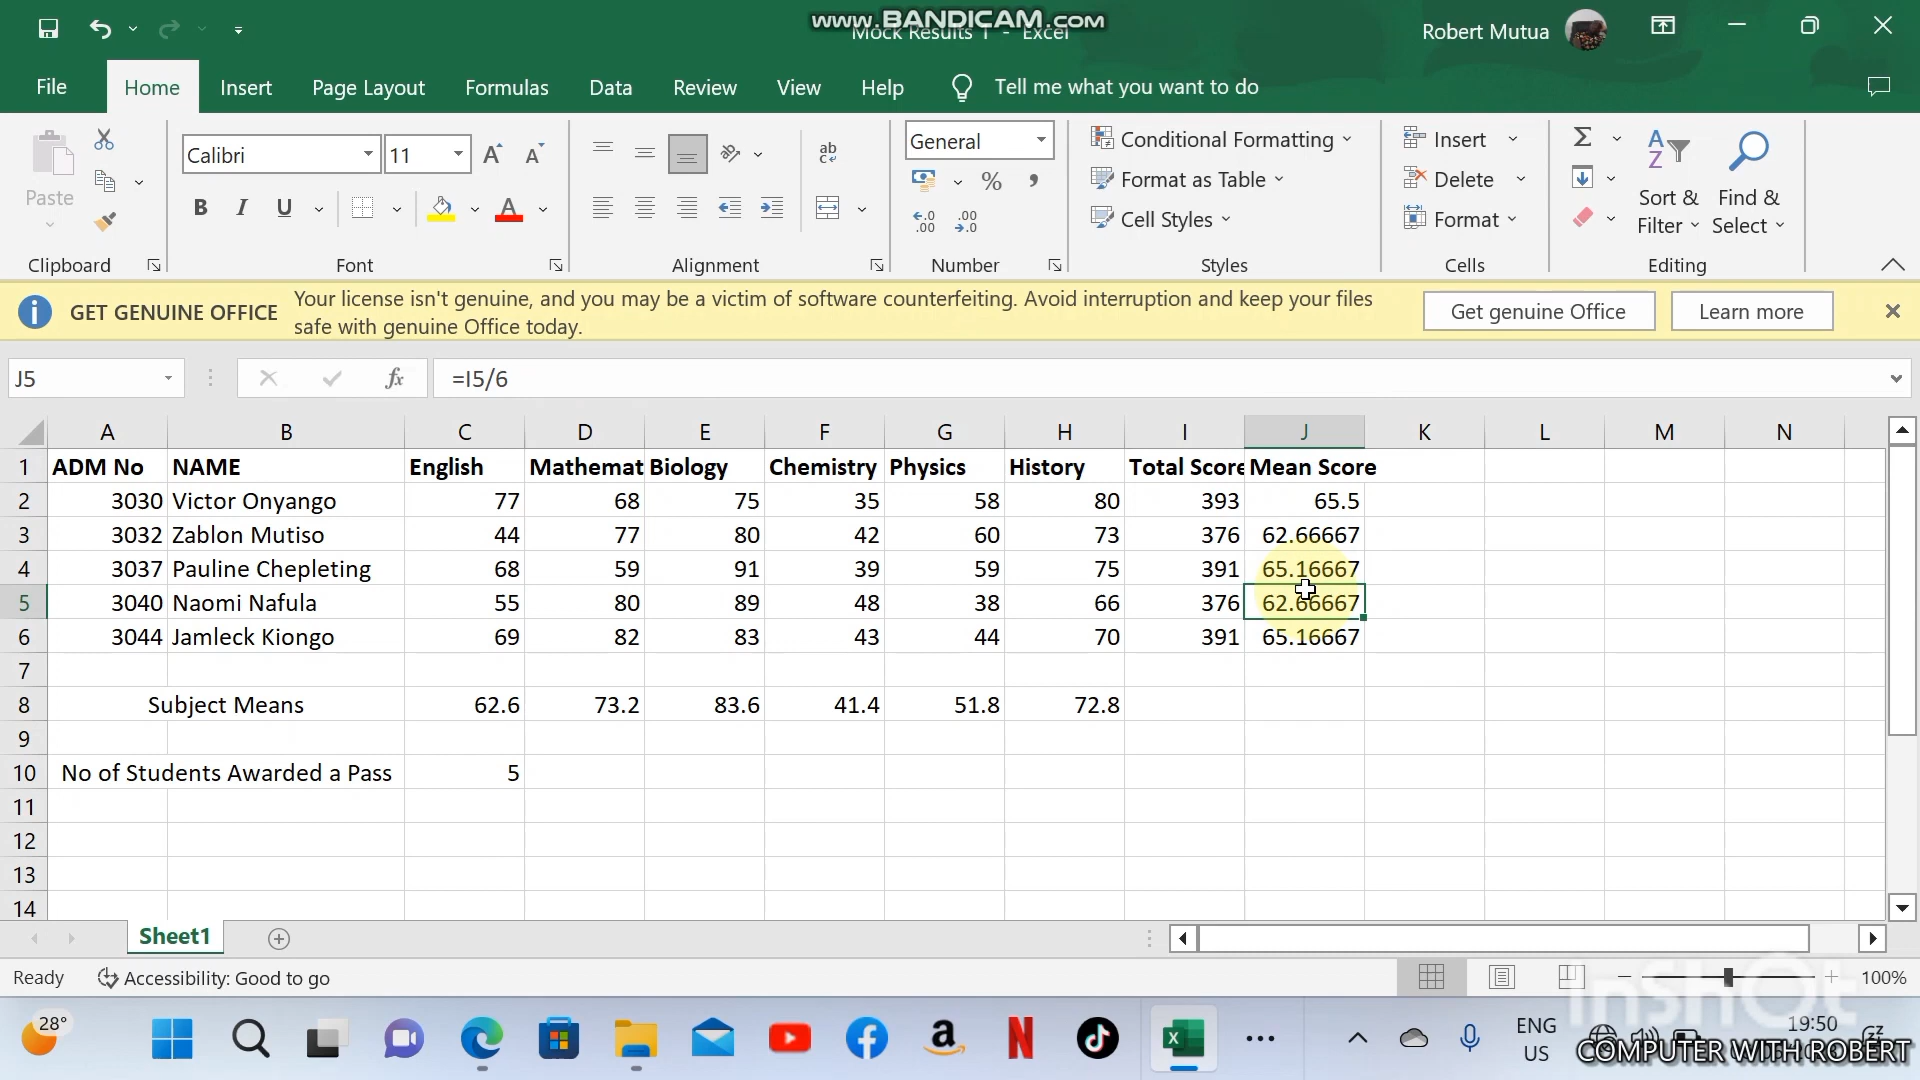 www.BANDICAM.com
Mock Results 1 - Excel
Robert Mutua
File Home Insert Page Layout Formulas Data Review View Help Tell me what you want to do
Paste
Calibri 11
General
B I U
Conditional Formatting
Format as Table
Cell Styles
Insert
Delete
Format
Sort & Filter
Find & Select
Clipboard Font Alignment Number Styles Cells Editing
GET GENUINE OFFICE Your license isn't genuine, and you may be a victim of software counterfeiting. Avoid interruption and keep your files
safe with genuine Office today.
Get genuine Office Learn more
J5 fx =I5/6
A B C D E F G H I J K L M N
1 ADM No NAME English Mathemat Biology Chemistry Physics History Total Score Mean Score
2 3030 Victor Onyango 77 68 75 35 58 80 393 65.5
3 3032 Zablon Mutiso 44 77 80 42 60 73 376 62.66667
4 3037 Pauline Chepleting 68 59 91 39 59 75 391 65.16667
5 3040 Naomi Nafula 55 80 89 48 38 66 376 62.66667
6 3044 Jamleck Kiongo 69 82 83 43 44 70 391 65.16667
7
8 Subject Means 62.6 73.2 83.6 41.4 51.8 72.8
9
10 No of Students Awarded a Pass 5
11
12
13
14
Sheet1
Ready Accessibility: Good to go 100%
InShOt
28°
ENG
US
19:50
COMPUTER WITH ROBERT